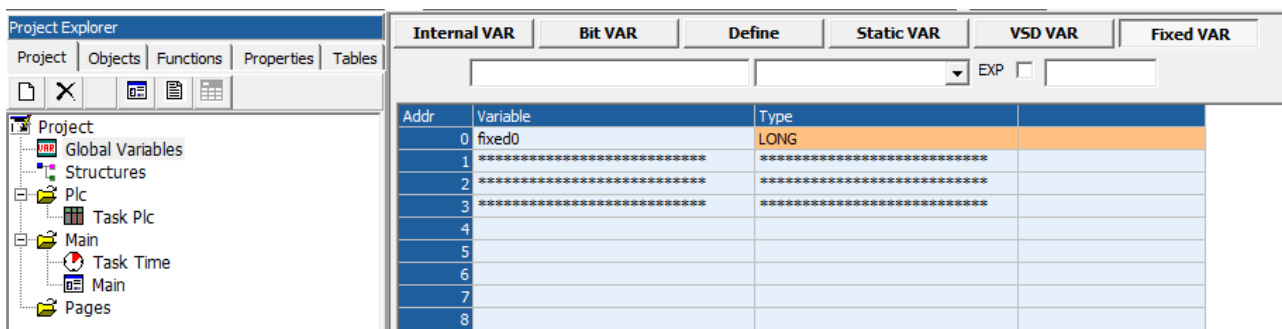 Project Explorer
Project Objects Functions Properties Tables
Project
VAR Global Variables
Structures
Plc
Task Plc
Main
Task Time
Main
Pages
Internal VAR Bit VAR Define Static VAR VSD VAR Fixed VAR
EXP
Addr Variable Type
0 fixed0 LONG
1 *************************** ***************************
2 *************************** ***************************
3 *************************** ***************************
4
5
6
7
8